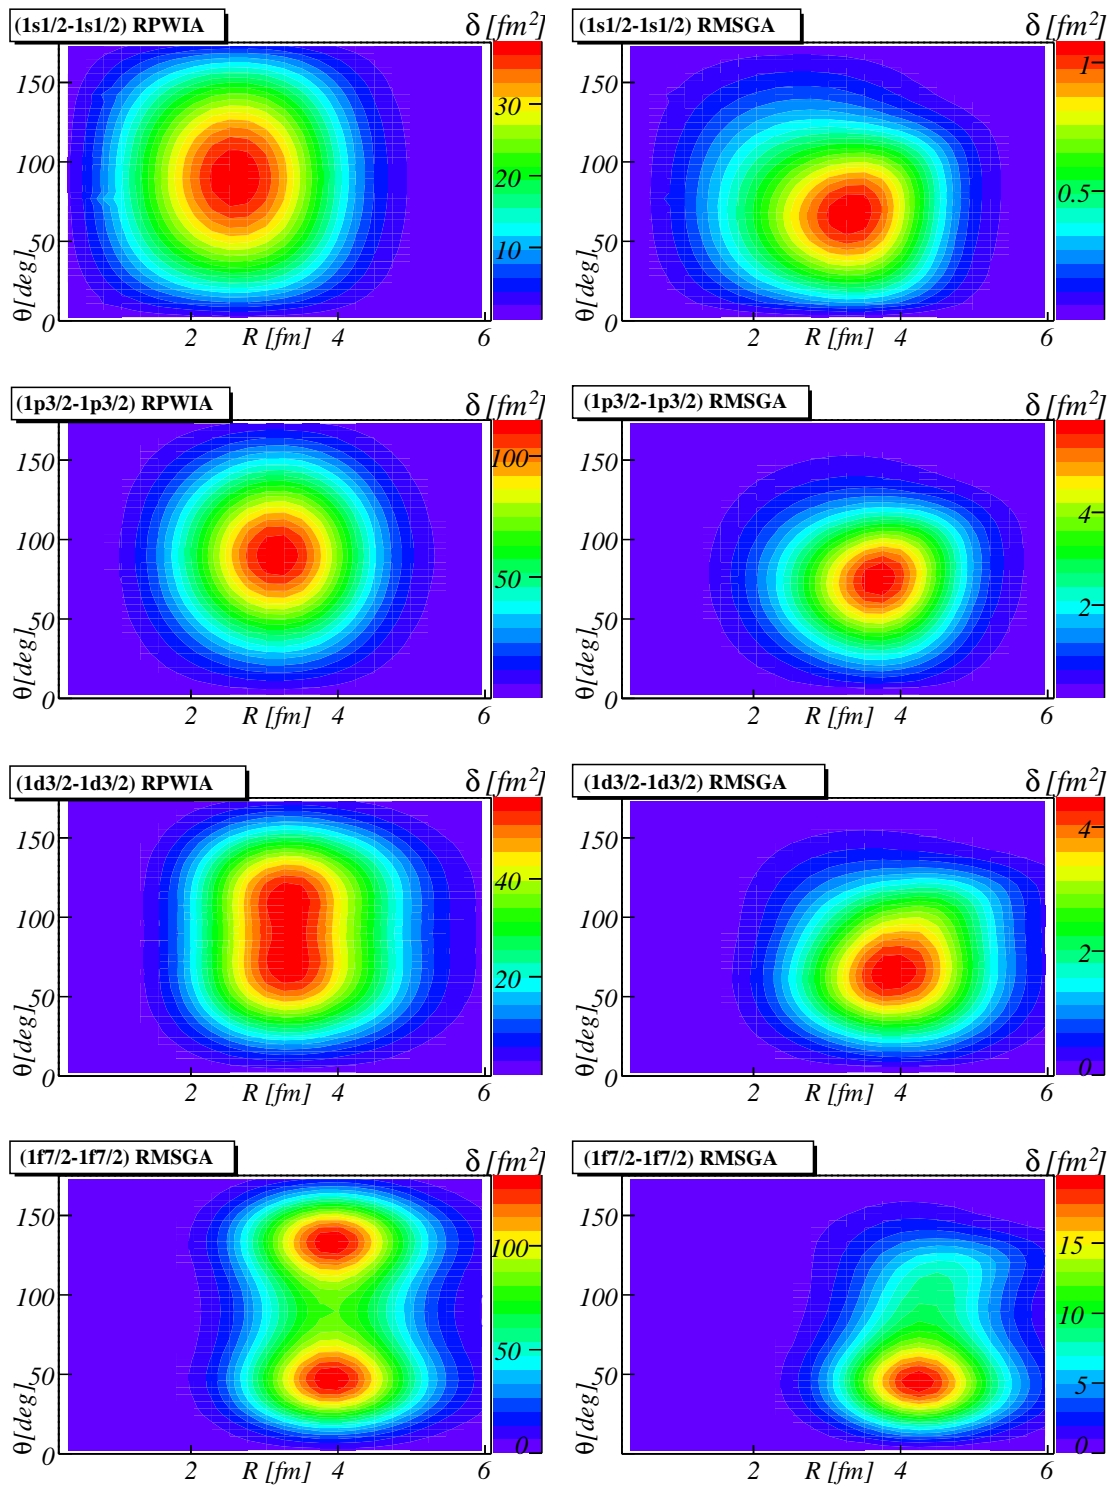 (1s1/2-1s1/2) RPWIA
δ [fm²]
150
100
50
0
θ[deg]
2
R [fm]
4
6
30
20
10
(1s1/2-1s1/2) RMSGA
δ [fm²]
150
100
50
0
θ[deg]
2
R [fm]
4
6
1
0.5
(1p3/2-1p3/2) RPWIA
δ [fm²]
150
100
50
0
θ[deg]
2
R [fm]
4
6
100
50
(1p3/2-1p3/2) RMSGA
δ [fm²]
150
100
50
0
θ[deg]
2
R [fm]
4
6
4
2
(1d3/2-1d3/2) RPWIA
δ [fm²]
150
100
50
0
θ[deg]
2
R [fm]
4
6
40
20
(1d3/2-1d3/2) RMSGA
δ [fm²]
150
100
50
0
θ[deg]
2
R [fm]
4
6
4
2
0
(1f7/2-1f7/2) RMSGA
δ [fm²]
150
100
50
0
θ[deg]
2
R [fm]
4
6
100
50
0
(1f7/2-1f7/2) RMSGA
δ [fm²]
150
100
50
0
θ[deg]
2
R [fm]
4
6
15
10
5
0